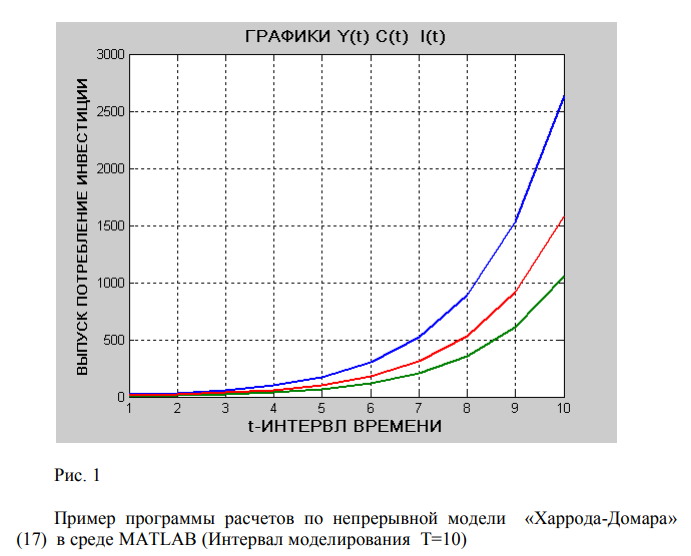 ГРАФИКИ Y(t) C(t) I(t)
ВЫПУСК ПОТРЕБЛЕНИЕ ИНВЕСТИЦИИ
3000
2500
2000
1500
1000
500
0
1 2 3 4 5 6 7 8 9 10
t-ИНТЕРВЛ ВРЕМЕНИ
Рис. 1
Пример программы расчетов по непрерывной модели «Харрода-Домара»
(17) в среде MATLAB (Интервал моделирования T=10)